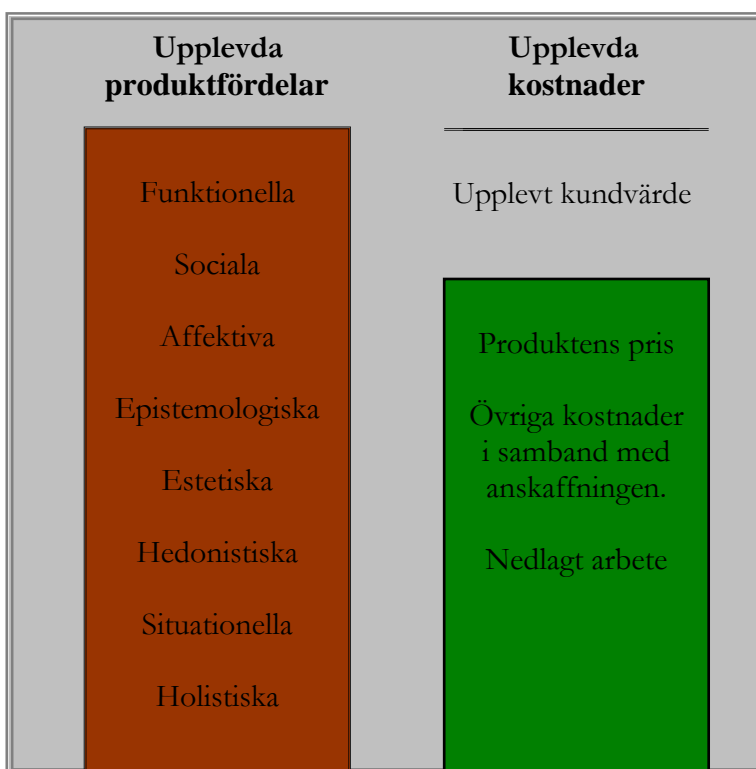 Upplevda
produktfördelar
Funktionella
Sociala
Affektiva
Epistemologiska
Estetiska
Hedonistiska
Situationella
Holistiska
Upplevda
kostnader
Upplevt kundvärde
Produktens pris
Övriga kostnader
i samband med
anskaffningen.
Nedlagt arbete